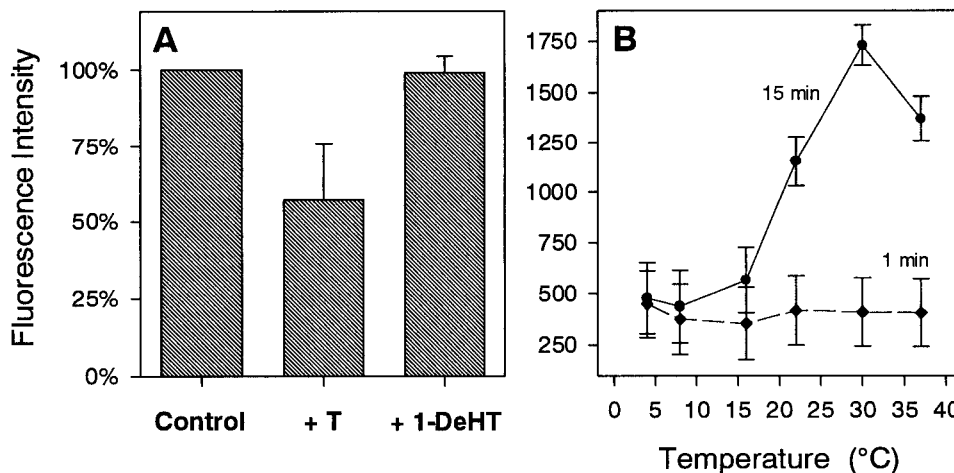 A
Fluorescence Intensity
100%
75%
50%
25%
0%
Control
+ T
+ 1-DeHT
B
1750
1500
1250
1000
750
500
250
15 min
1 min
0 5 10 15 20 25 30 35 40
Temperature (°C)